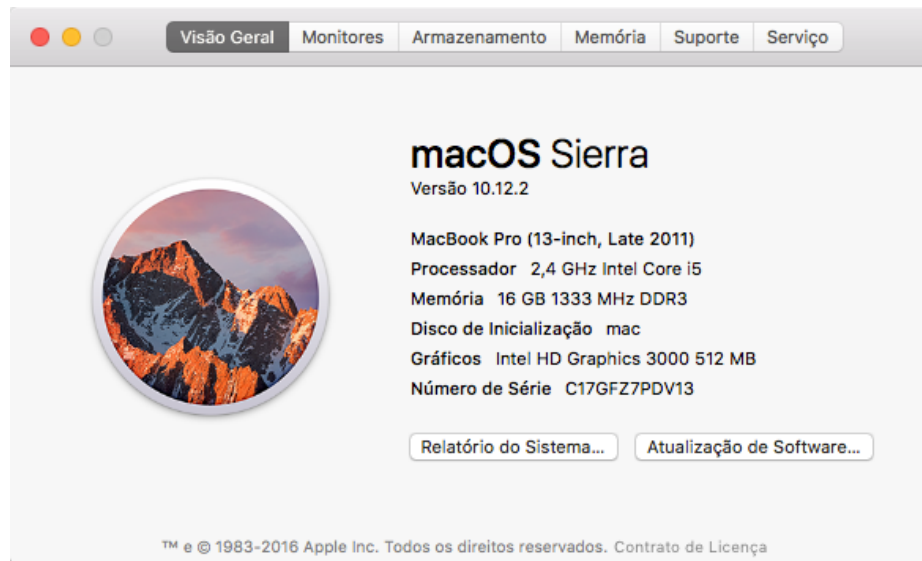 Visão Geral Monitores Armazenamento Memória Suporte Serviço
macOS Sierra
Versão 10.12.2
MacBook Pro (13-inch, Late 2011)
Processador 2,4 GHz Intel Core i5
Memória 16 GB 1333 MHz DDR3
Disco de Inicialização mac
Gráficos Intel HD Graphics 3000 512 MB
Número de Série C17GFZ7PDV13
Relatório do Sistema... Atualização de Software...
™ e © 1983-2016 Apple Inc. Todos os direitos reservados. Contrato de Licença